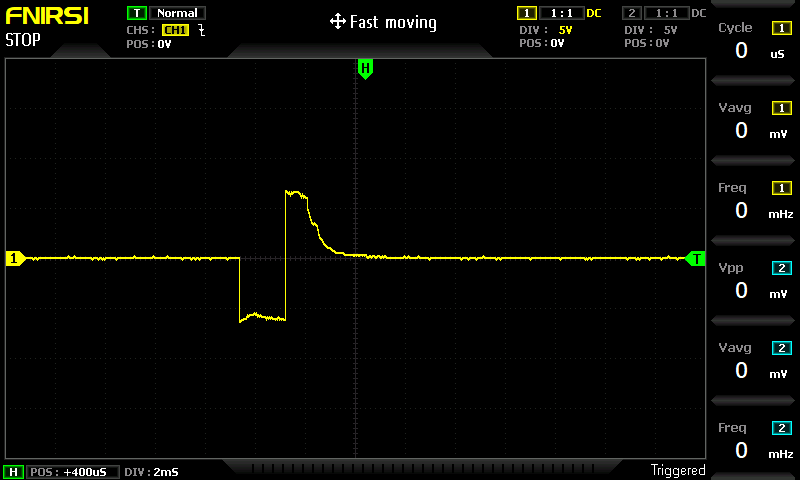 FNIRSI
STOP
T Normal
CHS: CH1
POS: 0V
Fast moving
1 1:1 DC
DIV: 5V
POS: 0V
2 1:1 DC
DIV: 5V
POS: 0V
H
1
T
Cycle 1
0 uS
Vavg 1
0 mV
Freq 1
0 mHz
Vpp 2
0 mV
Vavg 2
0 mV
Freq 2
0 mHz
H POS: +400uS DIV: 2mS
Triggered